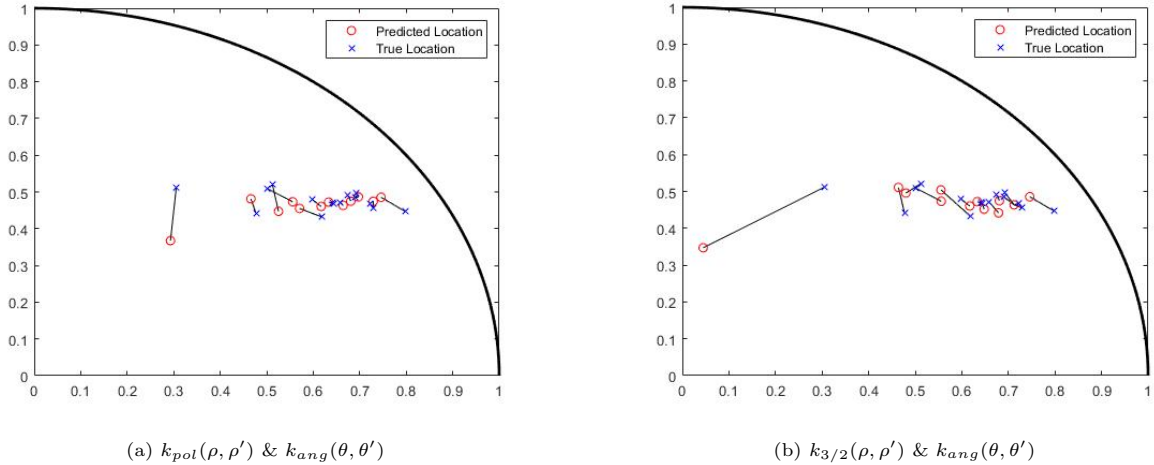 1
0.9
0.8
0.7
0.6
0.5
0.4
0.3
0.2
0.1
0
0 0.1 0.2 0.3 0.4 0.5 0.6 0.7 0.8 0.9 1
Predicted Location
True Location
(a) k_{pol}(ρ, ρ′) & k_{ang}(θ, θ′)
1
0.9
0.8
0.7
0.6
0.5
0.4
0.3
0.2
0.1
0
0 0.1 0.2 0.3 0.4 0.5 0.6 0.7 0.8 0.9 1
Predicted Location
True Location
(b) k_{3/2}(ρ, ρ′) & k_{ang}(θ, θ′)